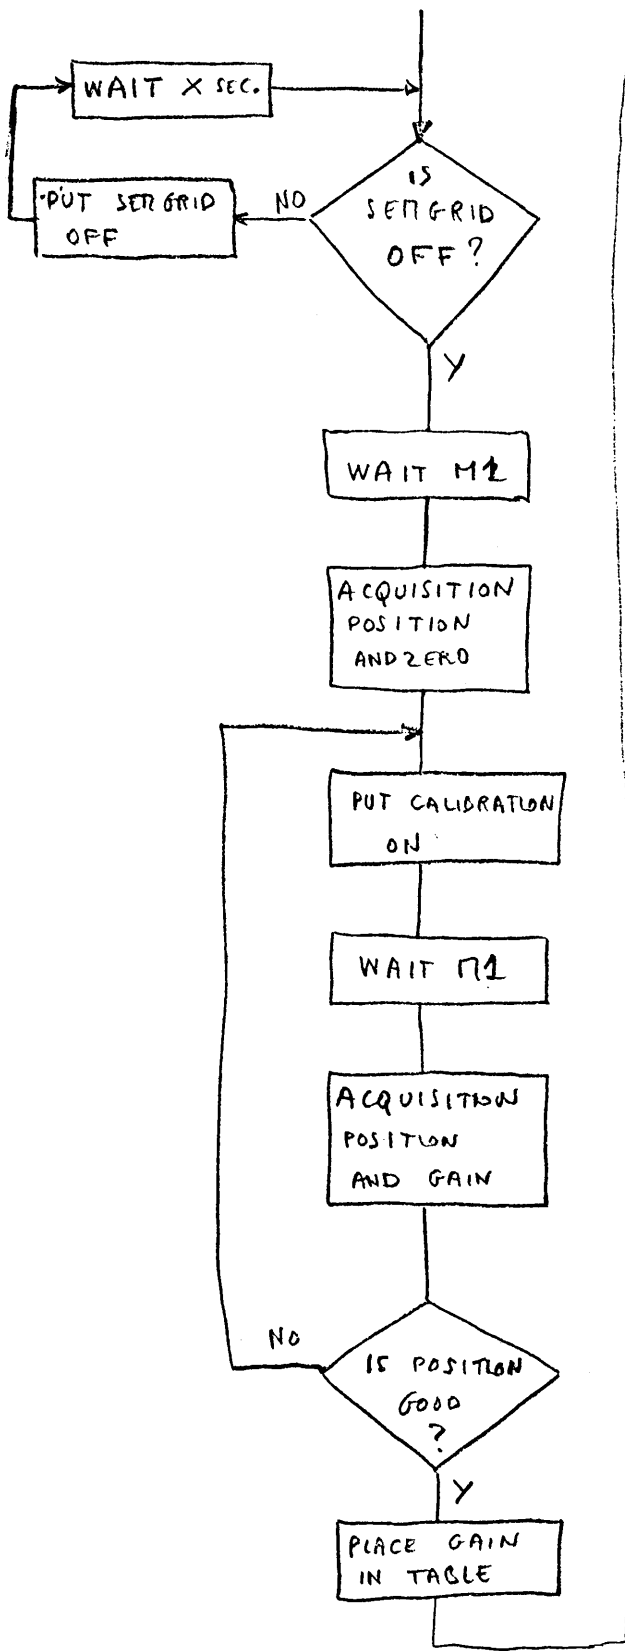 WAIT X SEC.
PUT SEMGRID
OFF
NO
IS
SEMGRID
OFF?
Y
WAIT M1
ACQUISITION
POSITION
AND ZERO
PUT CALIBRATION
ON
WAIT M1
ACQUISITION
POSITION
AND GAIN
NO
IS POSITION
GOOD
?
Y
PLACE GAIN
IN TABLE